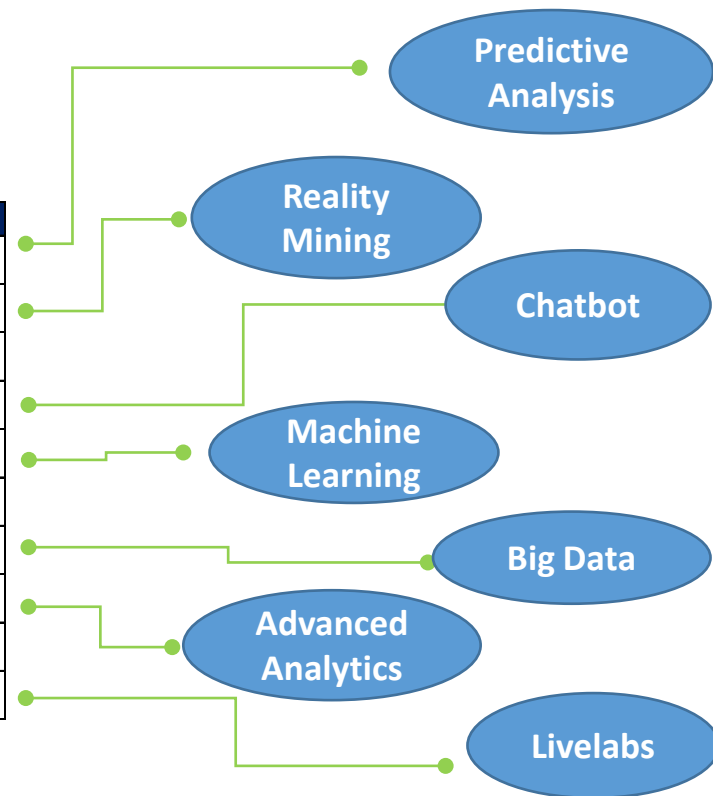 Predictive
Analysis
Reality
Mining
Chatbot
Machine
Learning
Big Data
Advanced
Analytics
Livelabs